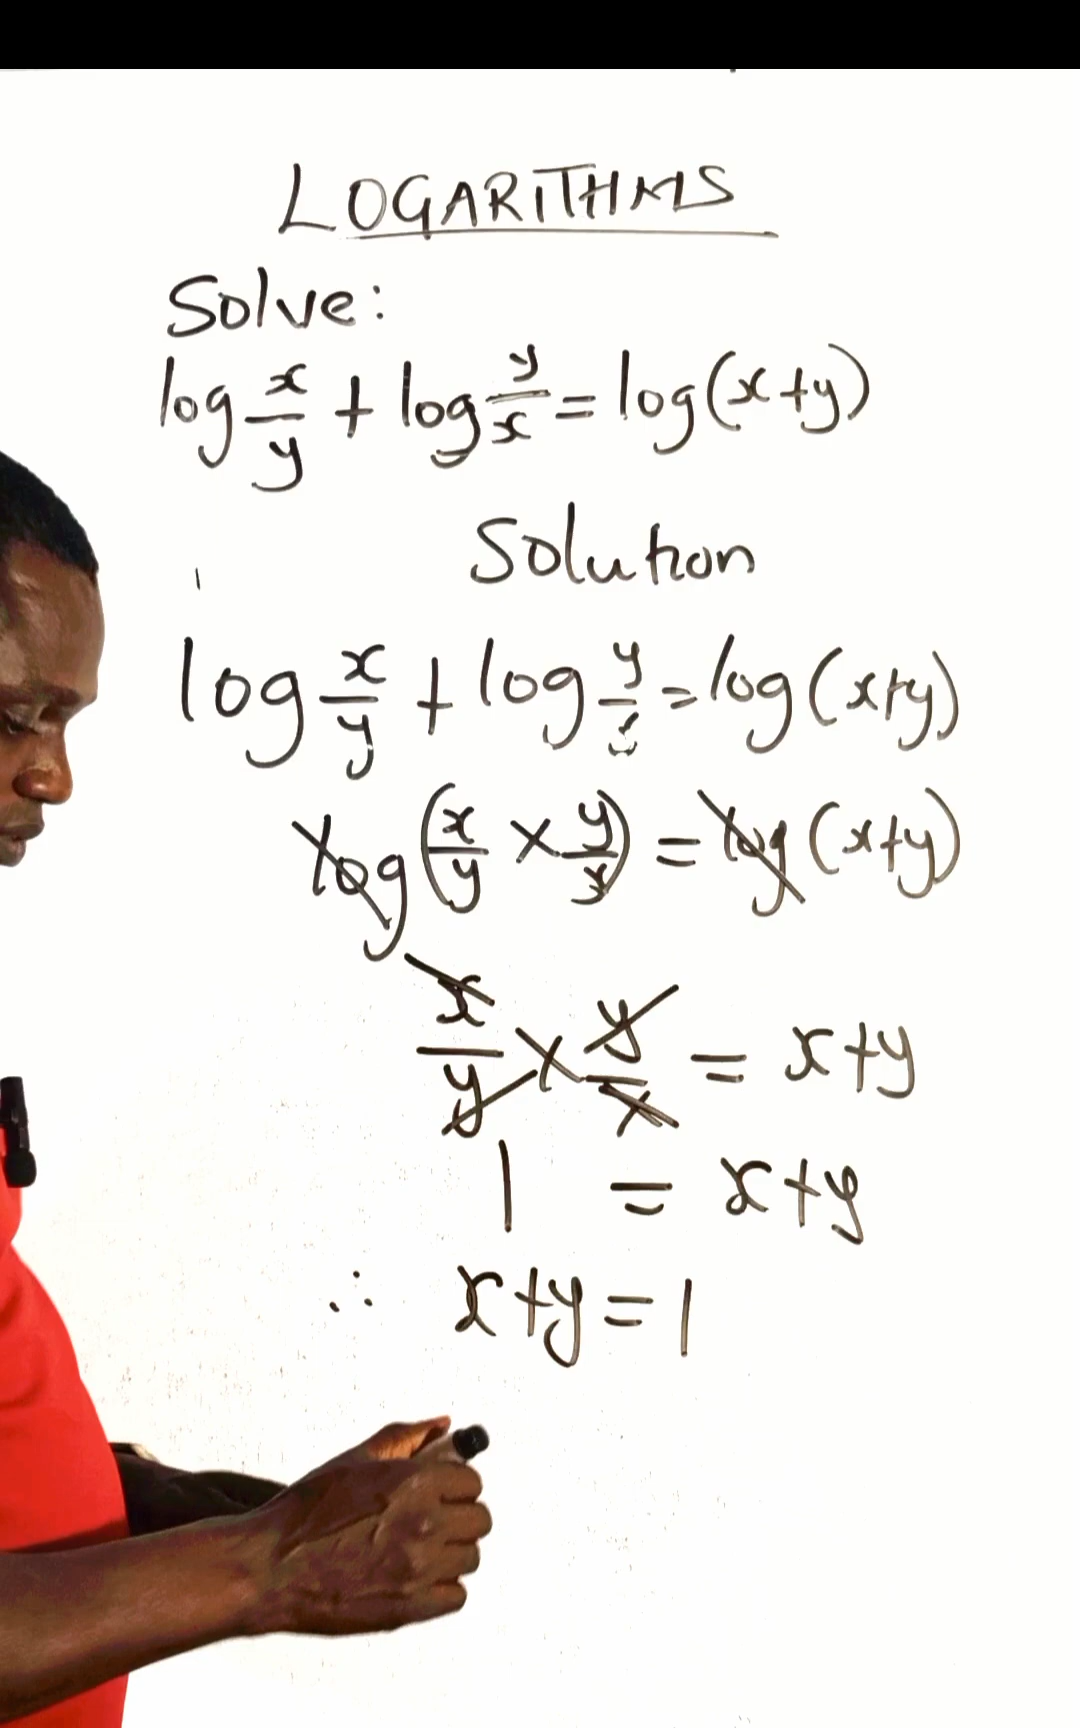 LOGARITHMS
Solve:
log x/y + log y/x = log(x+y)
Solution
log x/y + log y/x = log(x+y)
log(x/y × y/x) = log(x+y)
x/y × y/x = x+y
1 = x+y
∴ x+y=1